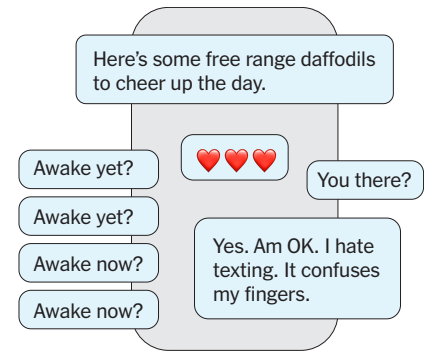 Here's some free range daffodils
to cheer up the day.
❤️❤️❤️
Awake yet?
You there?
Awake yet?
Awake now?
Awake now?
Yes. Am OK. I hate
texting. It confuses
my fingers.